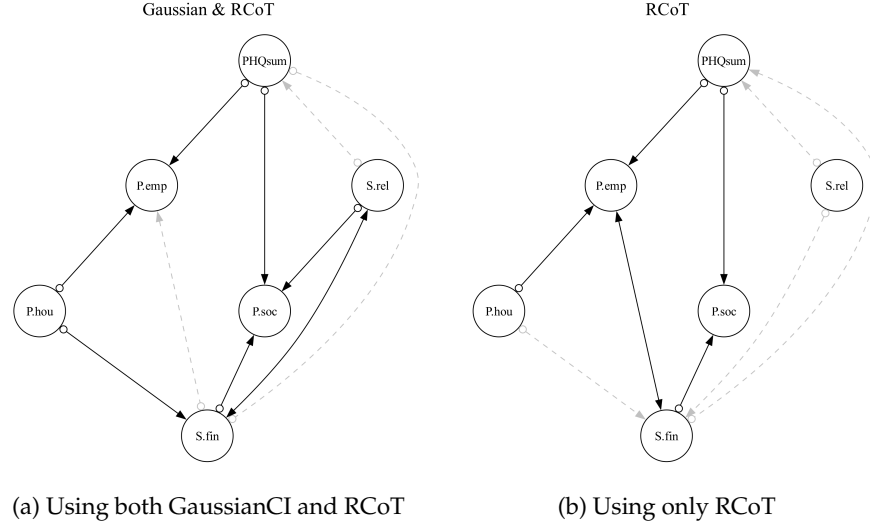 Gaussian & RCoT
PHQsum
P.emp
S.rel
P.hou
P.soc
S.fin
(a) Using both GaussianCI and RCoT
RCoT
PHQsum
P.emp
S.rel
P.hou
P.soc
S.fin
(b) Using only RCoT